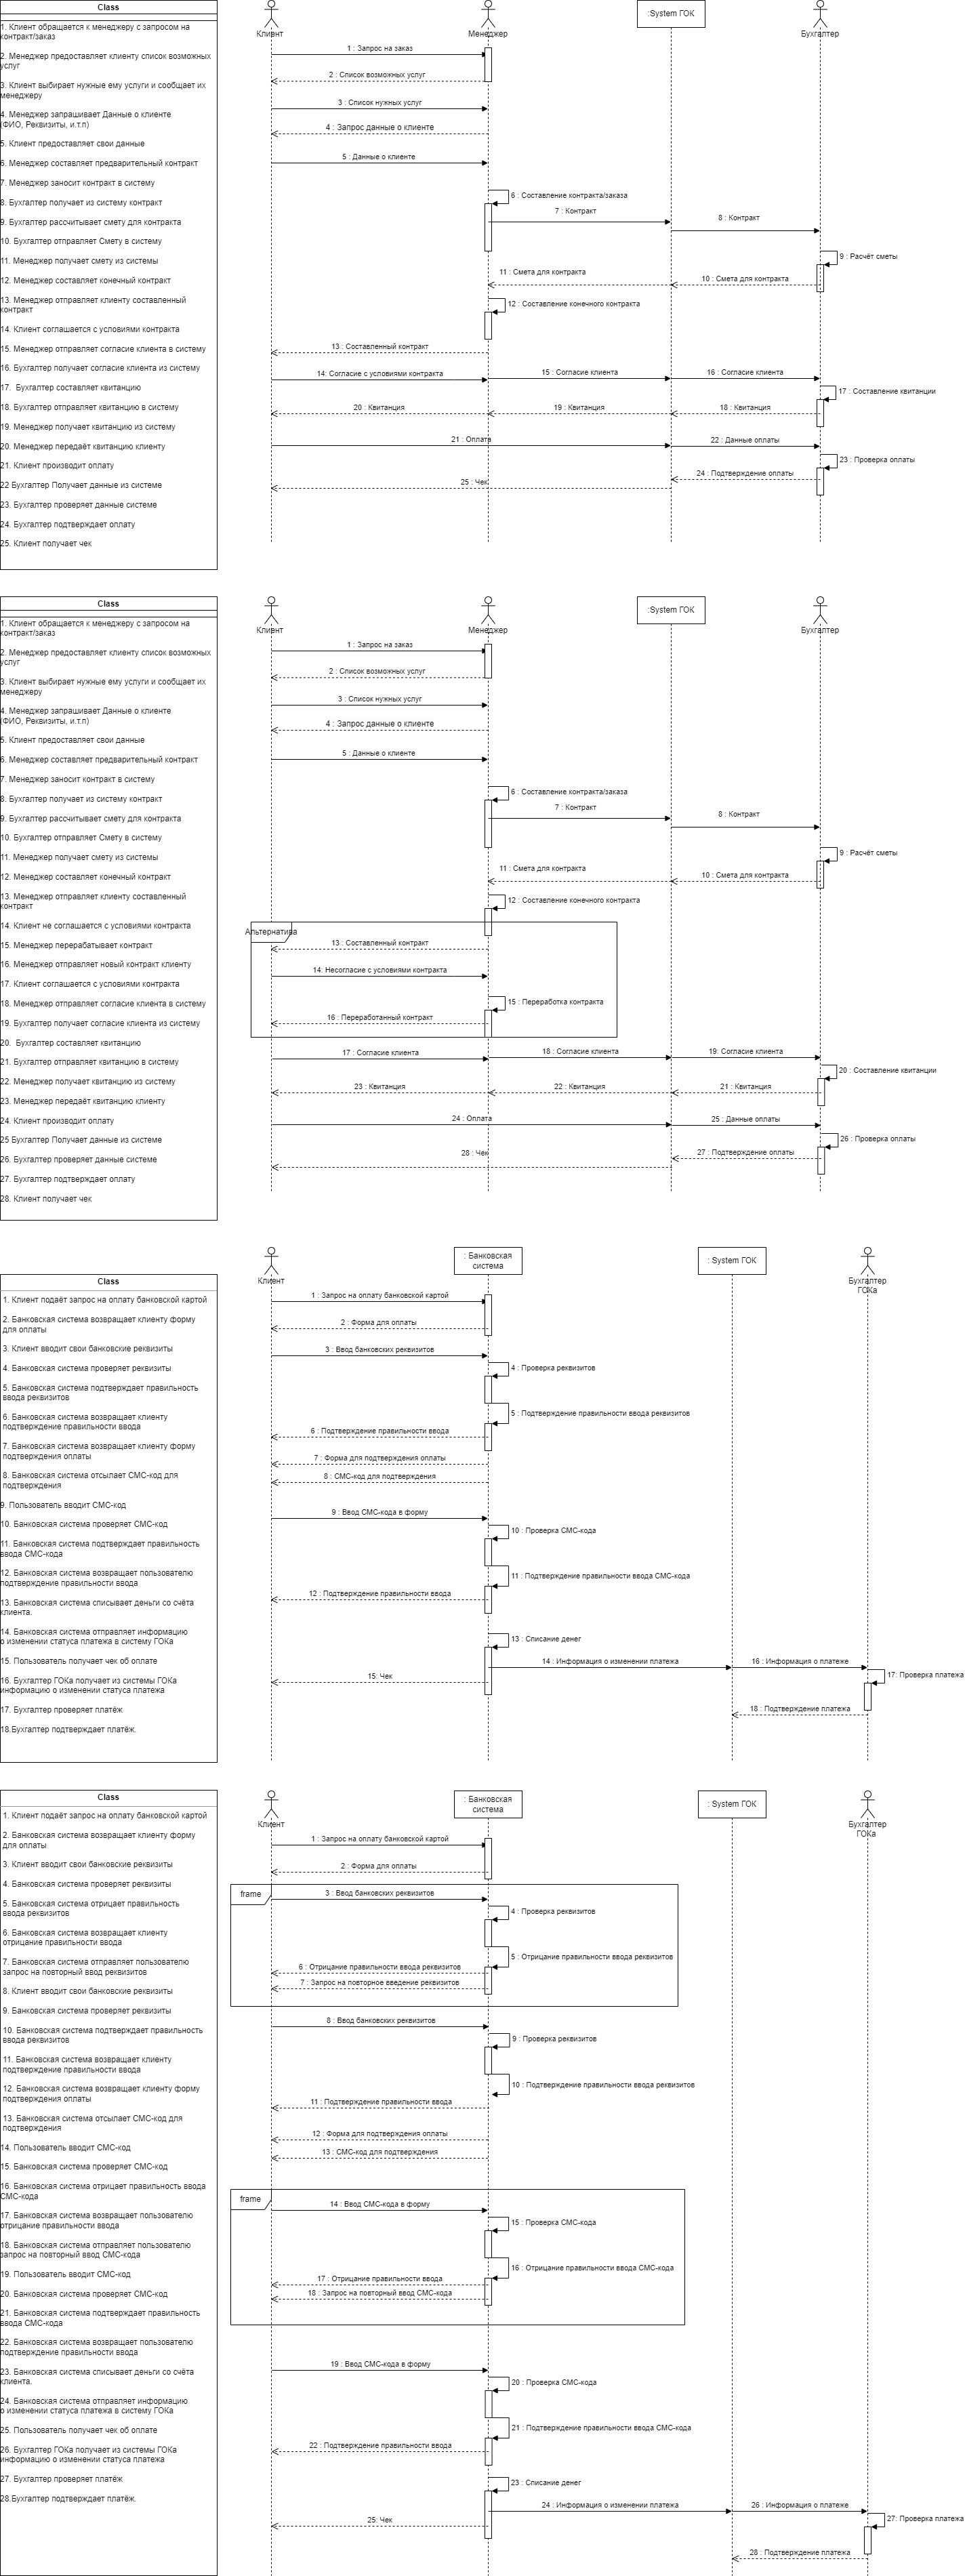 Class
1. Клиент обращается к менеджеру с запросом на
контракт/заказ
2. Менеджер предоставляет клиенту список возможных
услуг
3. Клиент выбирает нужные ему услуги и сообщает их
менеджеру
4. Менеджер запрашивает Данные о клиенте
(ФИО, Реквизиты, и.т.п)
5. Клиент предоставляет свои данные
6. Менеджер составляет предварительный контракт
7. Менеджер заносит контракт в систему
8. Бухгалтер получает из систему контракт
9. Бухгалтер рассчитывает смету для контракта
10. Бухгалтер отправляет Смету в систему
11. Менеджер получает смету из системы
12. Менеджер составляет конечный контракт
13. Менеджер отправляет клиенту составленный
контракт
14. Клиент соглашается с условиями контракта
15. Менеджер отправляет согласие клиента в систему
16. Бухгалтер получает согласие клиента из систему
17. Бухгалтер составляет квитанцию
18. Бухгалтер отправляет квитанцию в систему
19. Менеджер получает квитанцию из систему
20. Менеджер передаёт квитанцию клиенту
21. Клиент производит оплату
22 Бухгалтер Получает данные из системе
23. Бухгалтер проверяет данные системе
24. Бухгалтер подтверждает оплату
25. Клиент получает чек
Клиент
Менеджер
:System ГОК
Бухгалтер
1 : Запрос на заказ
2 : Список возможных услуг
3 : Список нужных услуг
4 : Запрос данные о клиенте
5 : Данные о клиенте
6 : Составление контракта/заказа
7 : Контракт
8 : Контракт
9 : Расчёт сметы
10 : Смета для контракта
11 : Смета для контракта
12 : Составление конечного контракта
13 : Составленный контракт
14: Согласие с условиями контракта
15 : Согласие клиента
16 : Согласие клиента
17 : Составление квитанции
18 : Квитанция
19 : Квитанция
20 : Квитанция
21 : Оплата
22 : Данные оплаты
23 : Проверка оплаты
24 : Подтверждение оплаты
25 : Чек
Class
1. Клиент обращается к менеджеру с запросом на
контракт/заказ
2. Менеджер предоставляет клиенту список возможных
услуг
3. Клиент выбирает нужные ему услуги и сообщает их
менеджеру
4. Менеджер запрашивает Данные о клиенте
(ФИО, Реквизиты, и.т.п)
5. Клиент предоставляет свои данные
6. Менеджер составляет предварительный контракт
7. Менеджер заносит контракт в систему
8. Бухгалтер получает из систему контракт
9. Бухгалтер рассчитывает смету для контракта
10. Бухгалтер отправляет Смету в систему
11. Менеджер получает смету из системы
12. Менеджер составляет конечный контракт
13. Менеджер отправляет клиенту составленный
контракт
14. Клиент не соглашается с условиями контракта
15. Менеджер перерабатывает контракт
16. Менеджер отправляет новый контракт клиенту
17. Клиент соглашается с условиями контракта
18. Менеджер отправляет согласие клиента в систему
19. Бухгалтер получает согласие клиента из систему
20. Бухгалтер составляет квитанцию
21. Бухгалтер отправляет квитанцию в систему
22. Менеджер получает квитанцию из систему
23. Менеджер передаёт квитанцию клиенту
24. Клиент производит оплату
25 Бухгалтер Получает данные из системе
26. Бухгалтер проверяет данные системе
27. Бухгалтер подтверждает оплату
28. Клиент получает чек
Клиент
Менеджер
:System ГОК
Бухгалтер
1 : Запрос на заказ
2 : Список возможных услуг
3 : Список нужных услуг
4 : Запрос данные о клиенте
5 : Данные о клиенте
6 : Составление контракта/заказа
7 : Контракт
8 : Контракт
9 : Расчёт сметы
10 : Смета для контракта
11 : Смета для контракта
12 : Составление конечного контракта
Альтернатива
13 : Составленный контракт
14: Несогласие с условиями контракта
15 : Переработка контракта
16 : Переработанный контракт
17 : Согласие клиента
18 : Согласие клиента
19: Согласие клиента
20 : Составление квитанции
21 : Квитанция
22 : Квитанция
23 : Квитанция
24 : Оплата
25 : Данные оплаты
26 : Проверка оплаты
27 : Подтверждение оплаты
28 : Чек
Class
1. Клиент подаёт запрос на оплату банковской картой
2. Банковская система возвращает клиенту форму
для оплаты
3. Клиент вводит свои банковские реквизиты
4. Банковская система проверяет реквизиты
5. Банковская система подтверждает правильность
ввода реквизитов
6. Банковская система возвращает клиенту
подтверждение правильности ввода
7. Банковская система возвращает клиенту форму
подтверждения оплаты
8. Банковская система отсылает СМС-код для
подтверждения
9. Пользователь вводит СМС-код
10. Банковская система проверяет СМС-код
11. Банковская система подтверждает правильность
ввода СМС-кода
12. Банковская система возвращает пользователю
подтверждение правильности ввода
13. Банковская система списывает деньги со счёта
клиента.
14. Банковская система отправляет информацию
о изменении статуса платежа в систему ГОКа
15. Пользователь получает чек об оплате
16. Бухгалтер ГОКа получает из системы ГОКа
информацию о изменении статуса платежа
17. Бухгалтер проверяет платёж
18.Бухгалтер подтверждает платёж.
Клиент
: Банковская
система
: System ГОК
Бухгалтер
ГОКа
1 : Запрос на оплату банковской картой
2 : Форма для оплаты
3 : Ввод банковских реквизитов
4 : Проверка реквизитов
5 : Подтверждение правильности ввода реквизитов
6 : Подтверждение правильности ввода
7 : Форма для подтверждения оплаты
8 : СМС-код для подтверждения
9 : Ввод СМС-кода в форму
10 : Проверка СМС-кода
11 : Подтверждение правильности ввода СМС-кода
12 : Подтверждение правильности ввода
13 : Списание денег
14 : Информация о изменении платежа
16 : Информация о платеже
15: Чек
17: Проверка платежа
18 : Подтверждение платежа
Class
1. Клиент подаёт запрос на оплату банковской картой
2. Банковская система возвращает клиенту форму
для оплаты
3. Клиент вводит свои банковские реквизиты
4. Банковская система проверяет реквизиты
5. Банковская система отрицает правильность
ввода реквизитов
6. Банковская система возвращает клиенту
отрицание правильности ввода
7. Банковская система отправляет пользователю
запрос на повторный ввод реквизитов
8. Клиент вводит свои банковские реквизиты
9. Банковская система проверяет реквизиты
10. Банковская система подтверждает правильность
ввода реквизитов
11. Банковская система возвращает клиенту
подтверждение правильности ввода
12. Банковская система возвращает клиенту форму
подтверждения оплаты
13. Банковская система отсылает СМС-код для
подтверждения
14. Пользователь вводит СМС-код
15. Банковская система проверяет СМС-код
16. Банковская система отрицает правильность ввода
СМС-кода
17. Банковская система возвращает пользователю
отрицание правильности ввода
18. Банковская система отправляет пользователю
запрос на повторный ввод СМС-кода
19. Пользователь вводит СМС-код
20. Банковская система проверяет СМС-код
21. Банковская система подтверждает правильность
ввода СМС-кода
22. Банковская система возвращает пользователю
подтверждение правильности ввода
23. Банковская система списывает деньги со счёта
клиента.
24. Банковская система отправляет информацию
о изменении статуса платежа в систему ГОКа
25. Пользователь получает чек об оплате
26. Бухгалтер ГОКа получает из системы ГОКа
информацию о изменении статуса платежа
27. Бухгалтер проверяет платёж
28.Бухгалтер подтверждает платёж.
Клиент
: Банковская
система
: System ГОК
Бухгалтер
ГОКа
1 : Запрос на оплату банковской картой
2 : Форма для оплаты
frame
3 : Ввод банковских реквизитов
4 : Проверка реквизитов
5 : Отрицание правильности ввода реквизитов
6 : Отрицание правильности ввода реквизитов
7 : Запрос на повторное введение реквизитов
8 : Ввод банковских реквизитов
9 : Проверка реквизитов
10 : Подтверждение правильности ввода реквизитов
11 : Подтверждение правильности ввода
12 : Форма для подтверждения оплаты
13 : СМС-код для подтверждения
frame
14 : Ввод СМС-кода в форму
15 : Проверка СМС-кода
16 : Отрицание правильности ввода СМС-кода
17 : Отрицание правильности ввода
18 : Запрос на повторный ввод СМС-кода
19 : Ввод СМС-кода в форму
20 : Проверка СМС-кода
21 : Подтверждение правильности ввода СМС-кода
22 : Подтверждение правильности ввода
23 : Списание денег
24 : Информация о изменении платежа
26 : Информация о платеже
25: Чек
27: Проверка платежа
28 : Подтверждение платежа